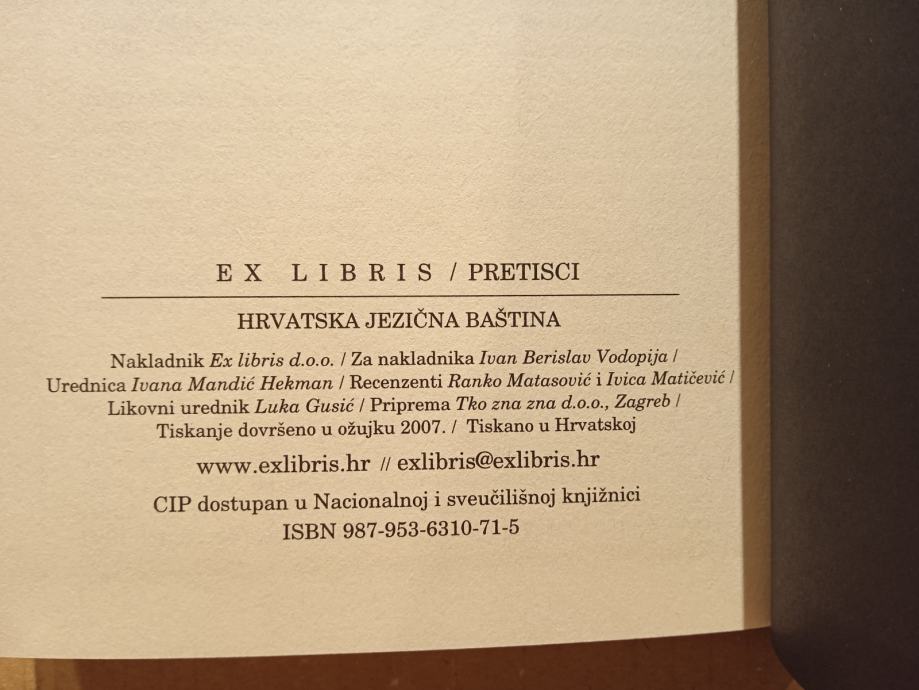 EX LIBRIS / PRETISCI
HRVATSKA JEZIČNA BAŠTINA
Nakladnik Ex libris d.o.o. / Za nakladnika Ivan Berislav Vodopija /
Urednica Ivana Mandić Hekman / Recenzenti Ranko Matasović i Ivica Matičević /
Likovni urednik Luka Gusić / Priprema Tko zna zna d.o.o., Zagreb /
Tiskanje dovršeno u ožujku 2007. / Tiskano u Hrvatskoj
www.exlibris.hr // exlibris@exlibris.hr
CIP dostupan u Nacionalnoj i sveučilišnoj knjižnici
ISBN 987-953-6310-71-5